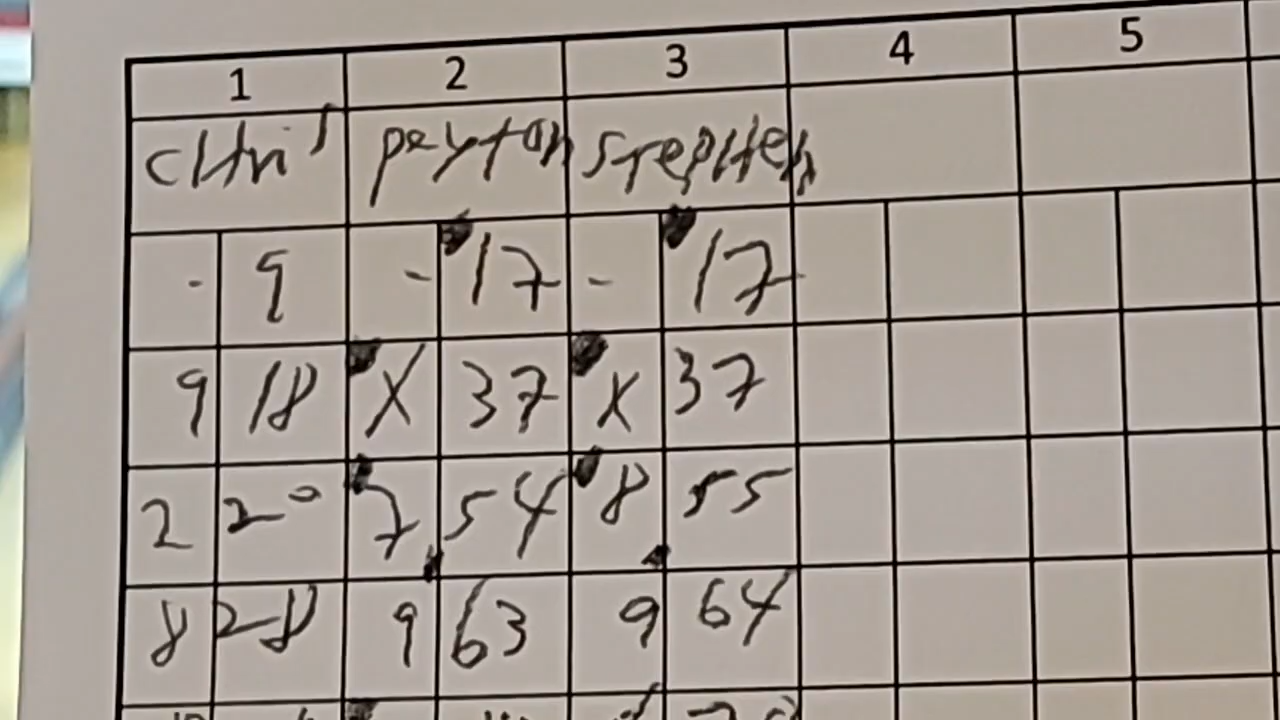 1 2 3 4 5
CHris peyton STEPHEN
- 9 - 17 - 17
9 18 X 37 X 37
2 20 7 54 8 55
8 28 9 63 9 64